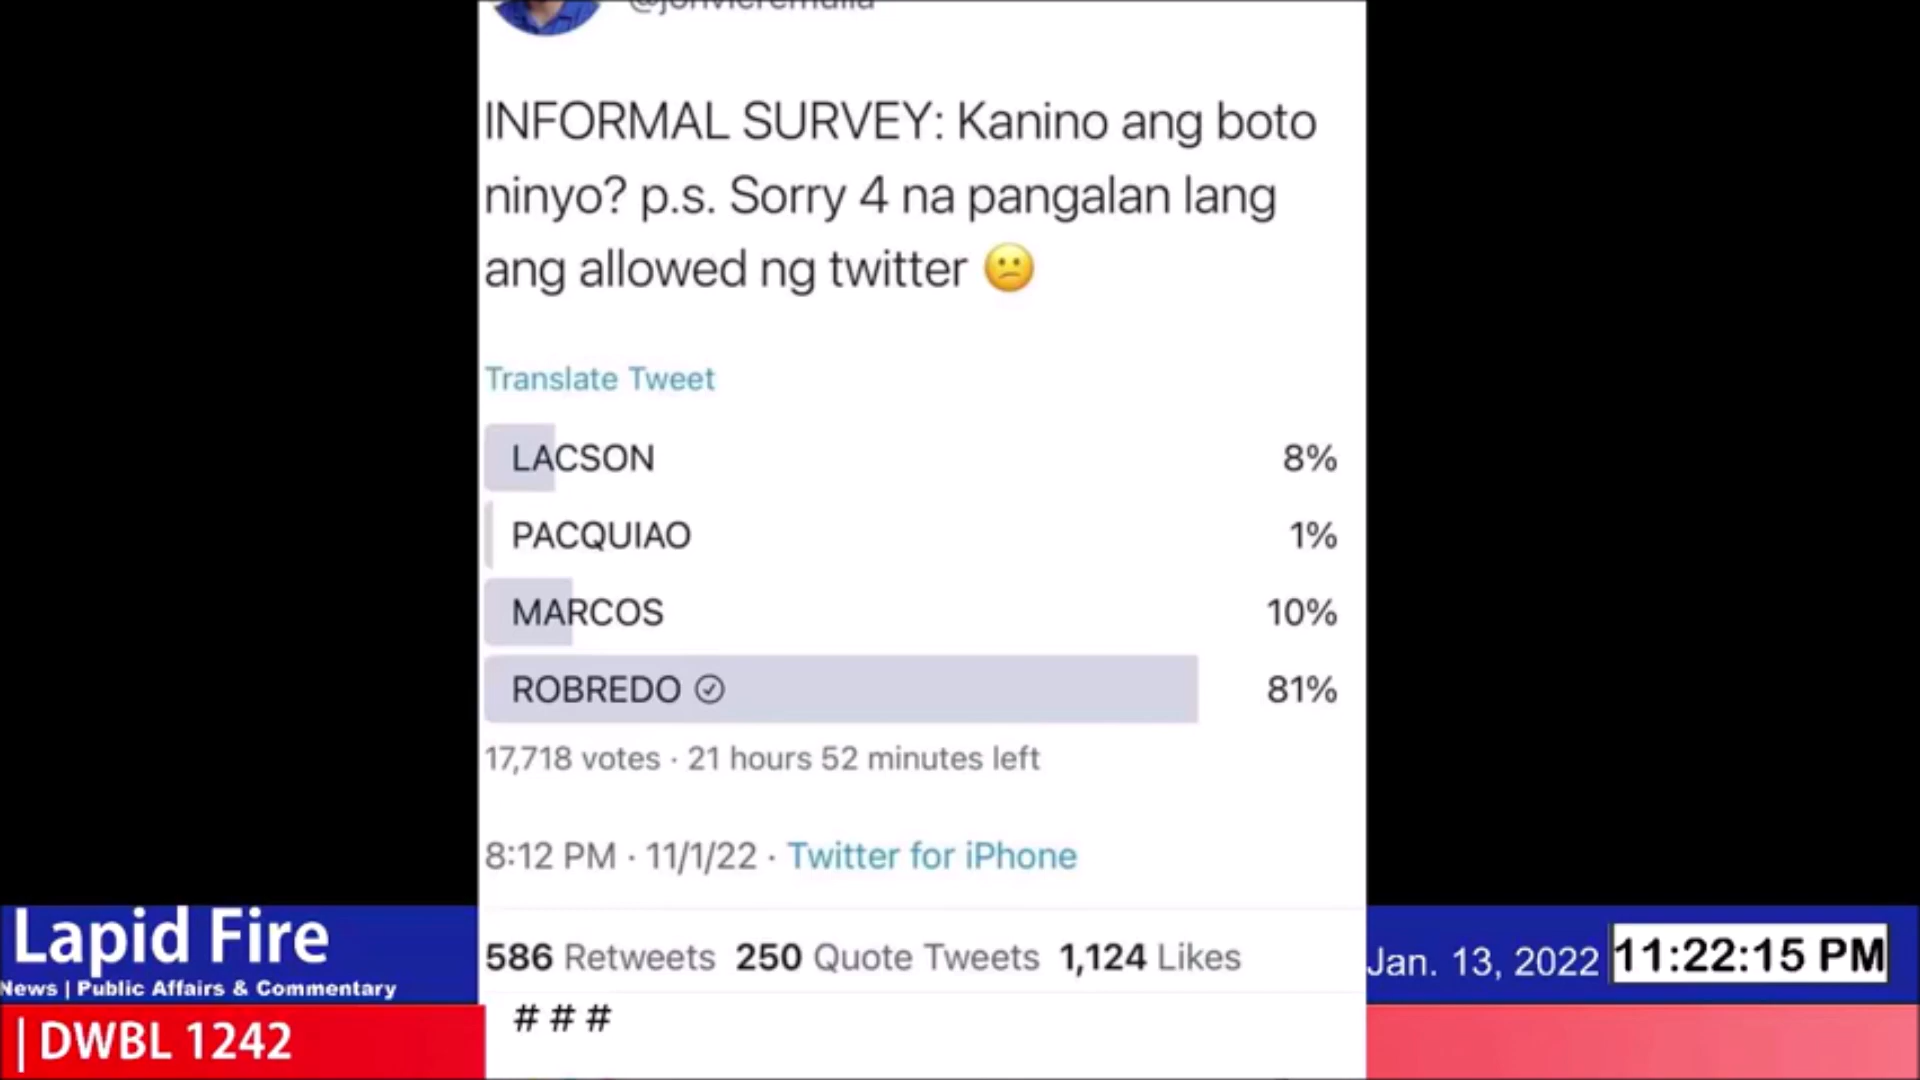 INFORMAL SURVEY: Kanino ang boto
ninyo? p.s. Sorry 4 na pangalan lang
ang allowed ng twitter
Translate Tweet
LACSON 8%
PACQUIAO 1%
MARCOS 10%
ROBREDO 81%
17,718 votes · 21 hours 52 minutes left
8:12 PM · 11/1/22 · Twitter for iPhone
586 Retweets 250 Quote Tweets 1,124 Likes
# # #
Lapid Fire
News | Public Affairs & Commentary
| DWBL 1242
Jan. 13, 2022 11:22:15 PM